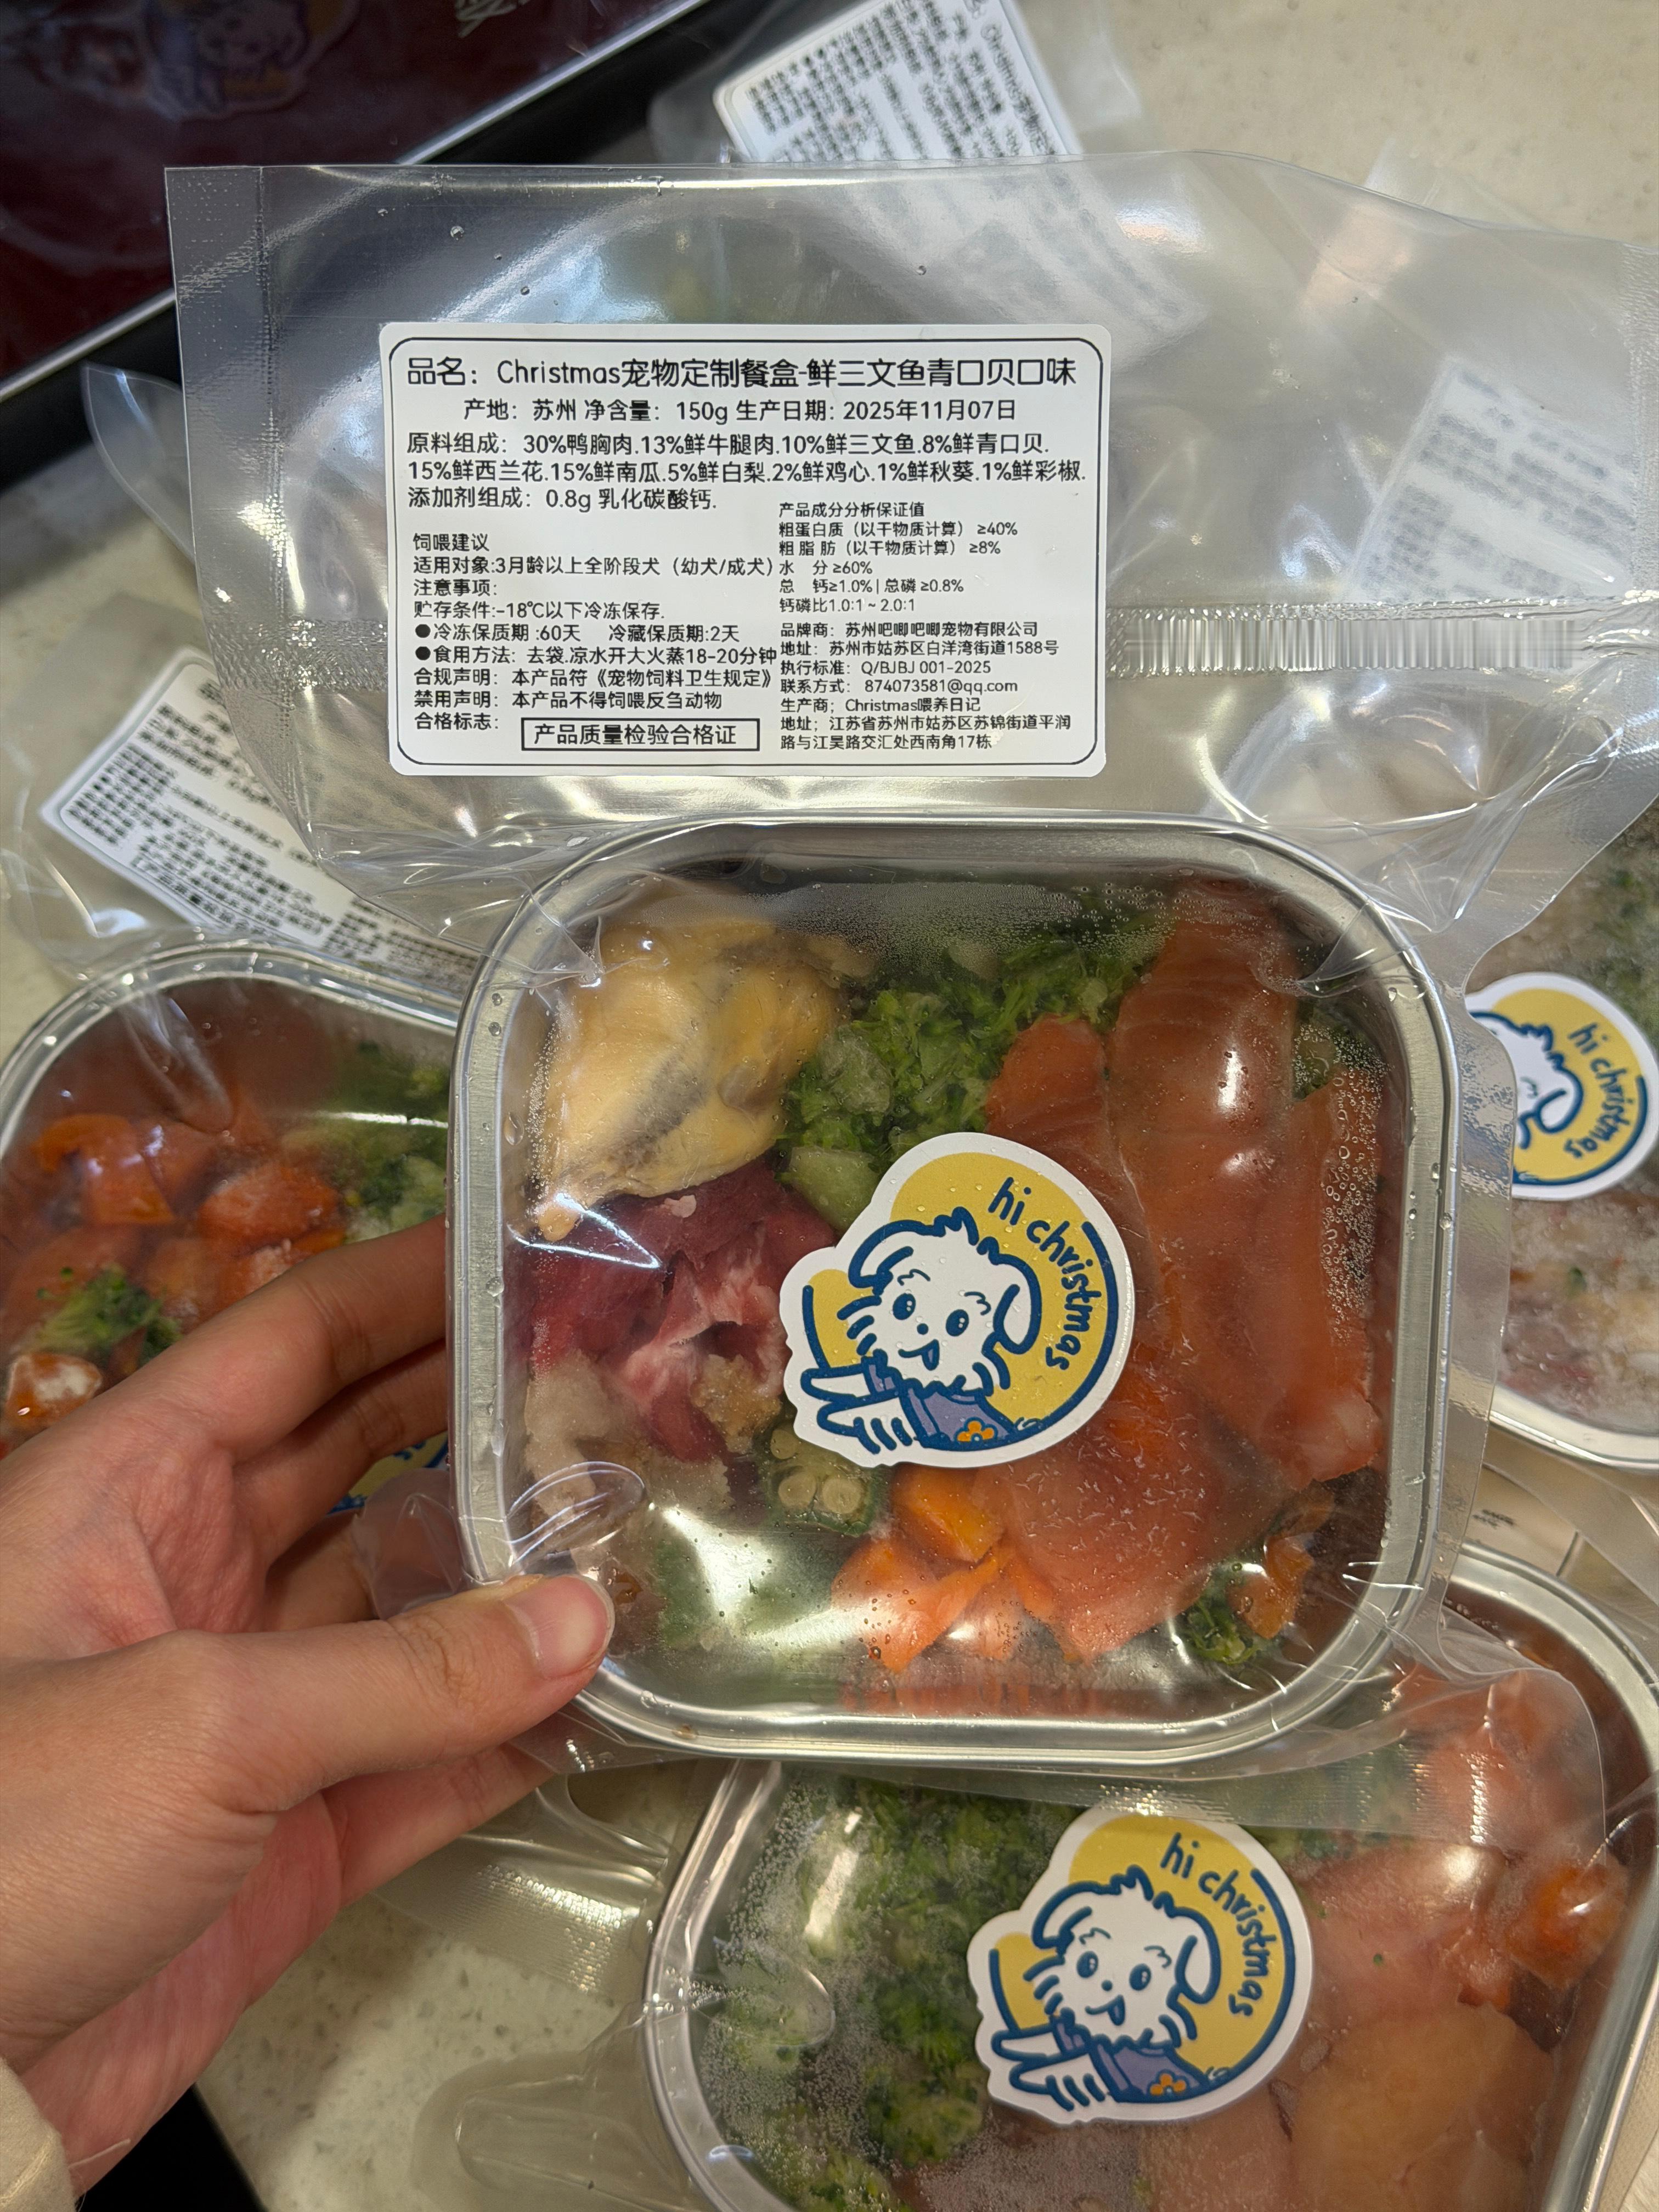 品名：Christmas宠物定制餐盒-鲜三文鱼青口贝口味
产地：苏州 净含量：150g 生产日期：2025年11月07日
原料组成：30%鸭胸肉.13%鲜牛腿肉.10%鲜三文鱼.8%鲜青口贝.
15%鲜西兰花.15%鲜南瓜.5%鲜白梨.2%鲜鸡心.1%鲜秋葵.1%鲜彩椒.
添加剂组成：0.8g 乳化碳酸钙.
饲喂建议
适用对象:3月龄以上全阶段犬（幼犬/成犬）
注意事项:
贮存条件:-18℃以下冷冻保存.
●冷冻保质期:60天 冷藏保质期:2天
●食用方法：去袋.凉水开大火蒸18-20分钟
合规声明：本产品符《宠物饲料卫生规定》
禁用声明：本产品不得饲喂反刍动物
合格标志：产品质量检验合格证
产品成分分析保证值
粗蛋白质（以干物质计算）≥40%
粗脂肪（以干物质计算）≥8%
水 分≥60%
总 钙≥1.0% | 总磷≥0.8%
钙磷比1.0:1 ~ 2.0:1
品牌商：苏州吧唧吧唧宠物有限公司
地址：苏州市姑苏区白洋湾街道1588号
执行标准：Q/BJBJ 001-2025
联系方式：874073581@qq.com
生产商；Christmas喂养日记
地址；江苏省苏州市姑苏区苏锦街道平润
路与江吴路交汇处西南角17栋
hi christmas
hi christmas
hi christmas